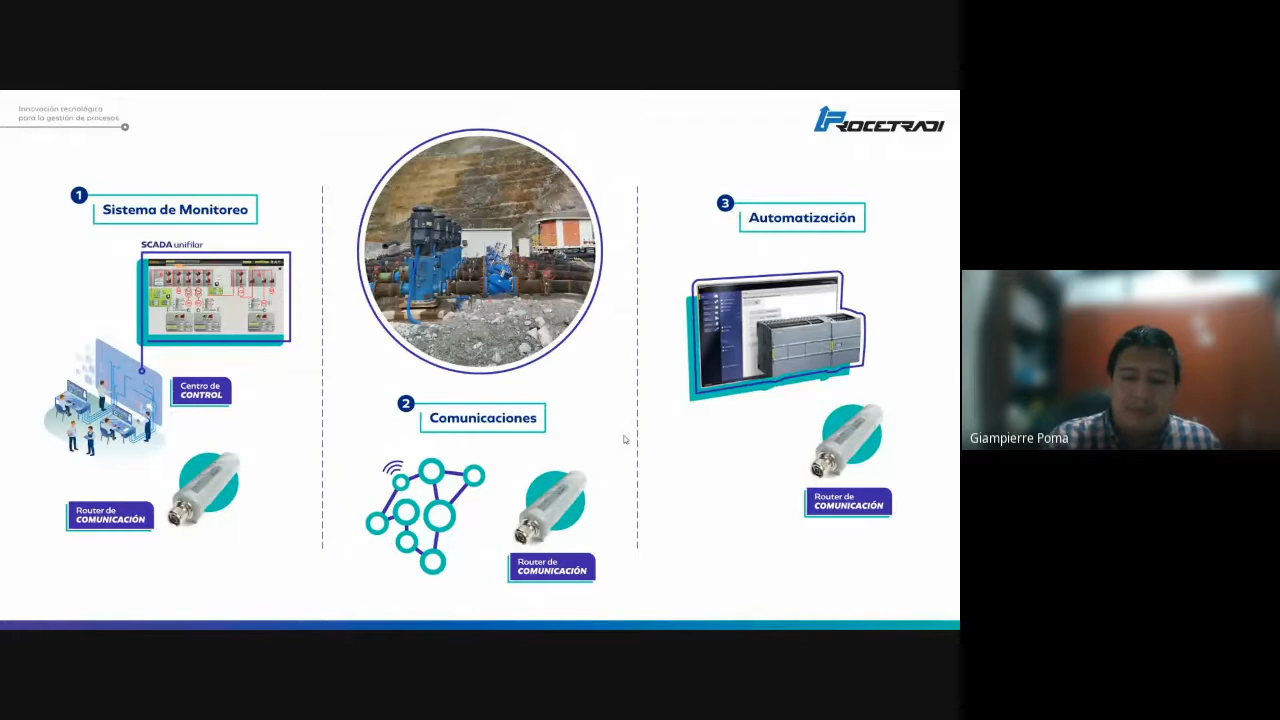 Innovación tecnológica
para la gestión de procesos
PROCETRADI
1
Sistema de Monitoreo
SCADA unifilar
Centro de
CONTROL
Router de
COMUNICACIÓN
2
Comunicaciones
Router de
COMUNICACIÓN
3
Automatización
Router de
COMUNICACIÓN
Giampierre Poma